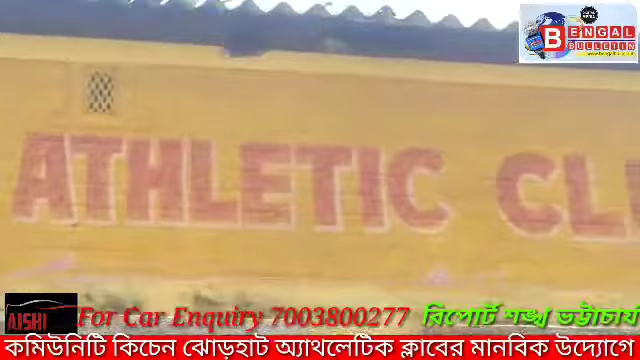 BENGAL
BULLETIN
ATHLETIC CL
AISHI
For Car Enquiry 7003800277 রিপোর্ট শঙ্খ ভট্টাচার্য
কমিউনিটি কিচেন ঝোড়হাট অ্যাথলেটিক ক্লাবের মানবিক উদ্যোগে